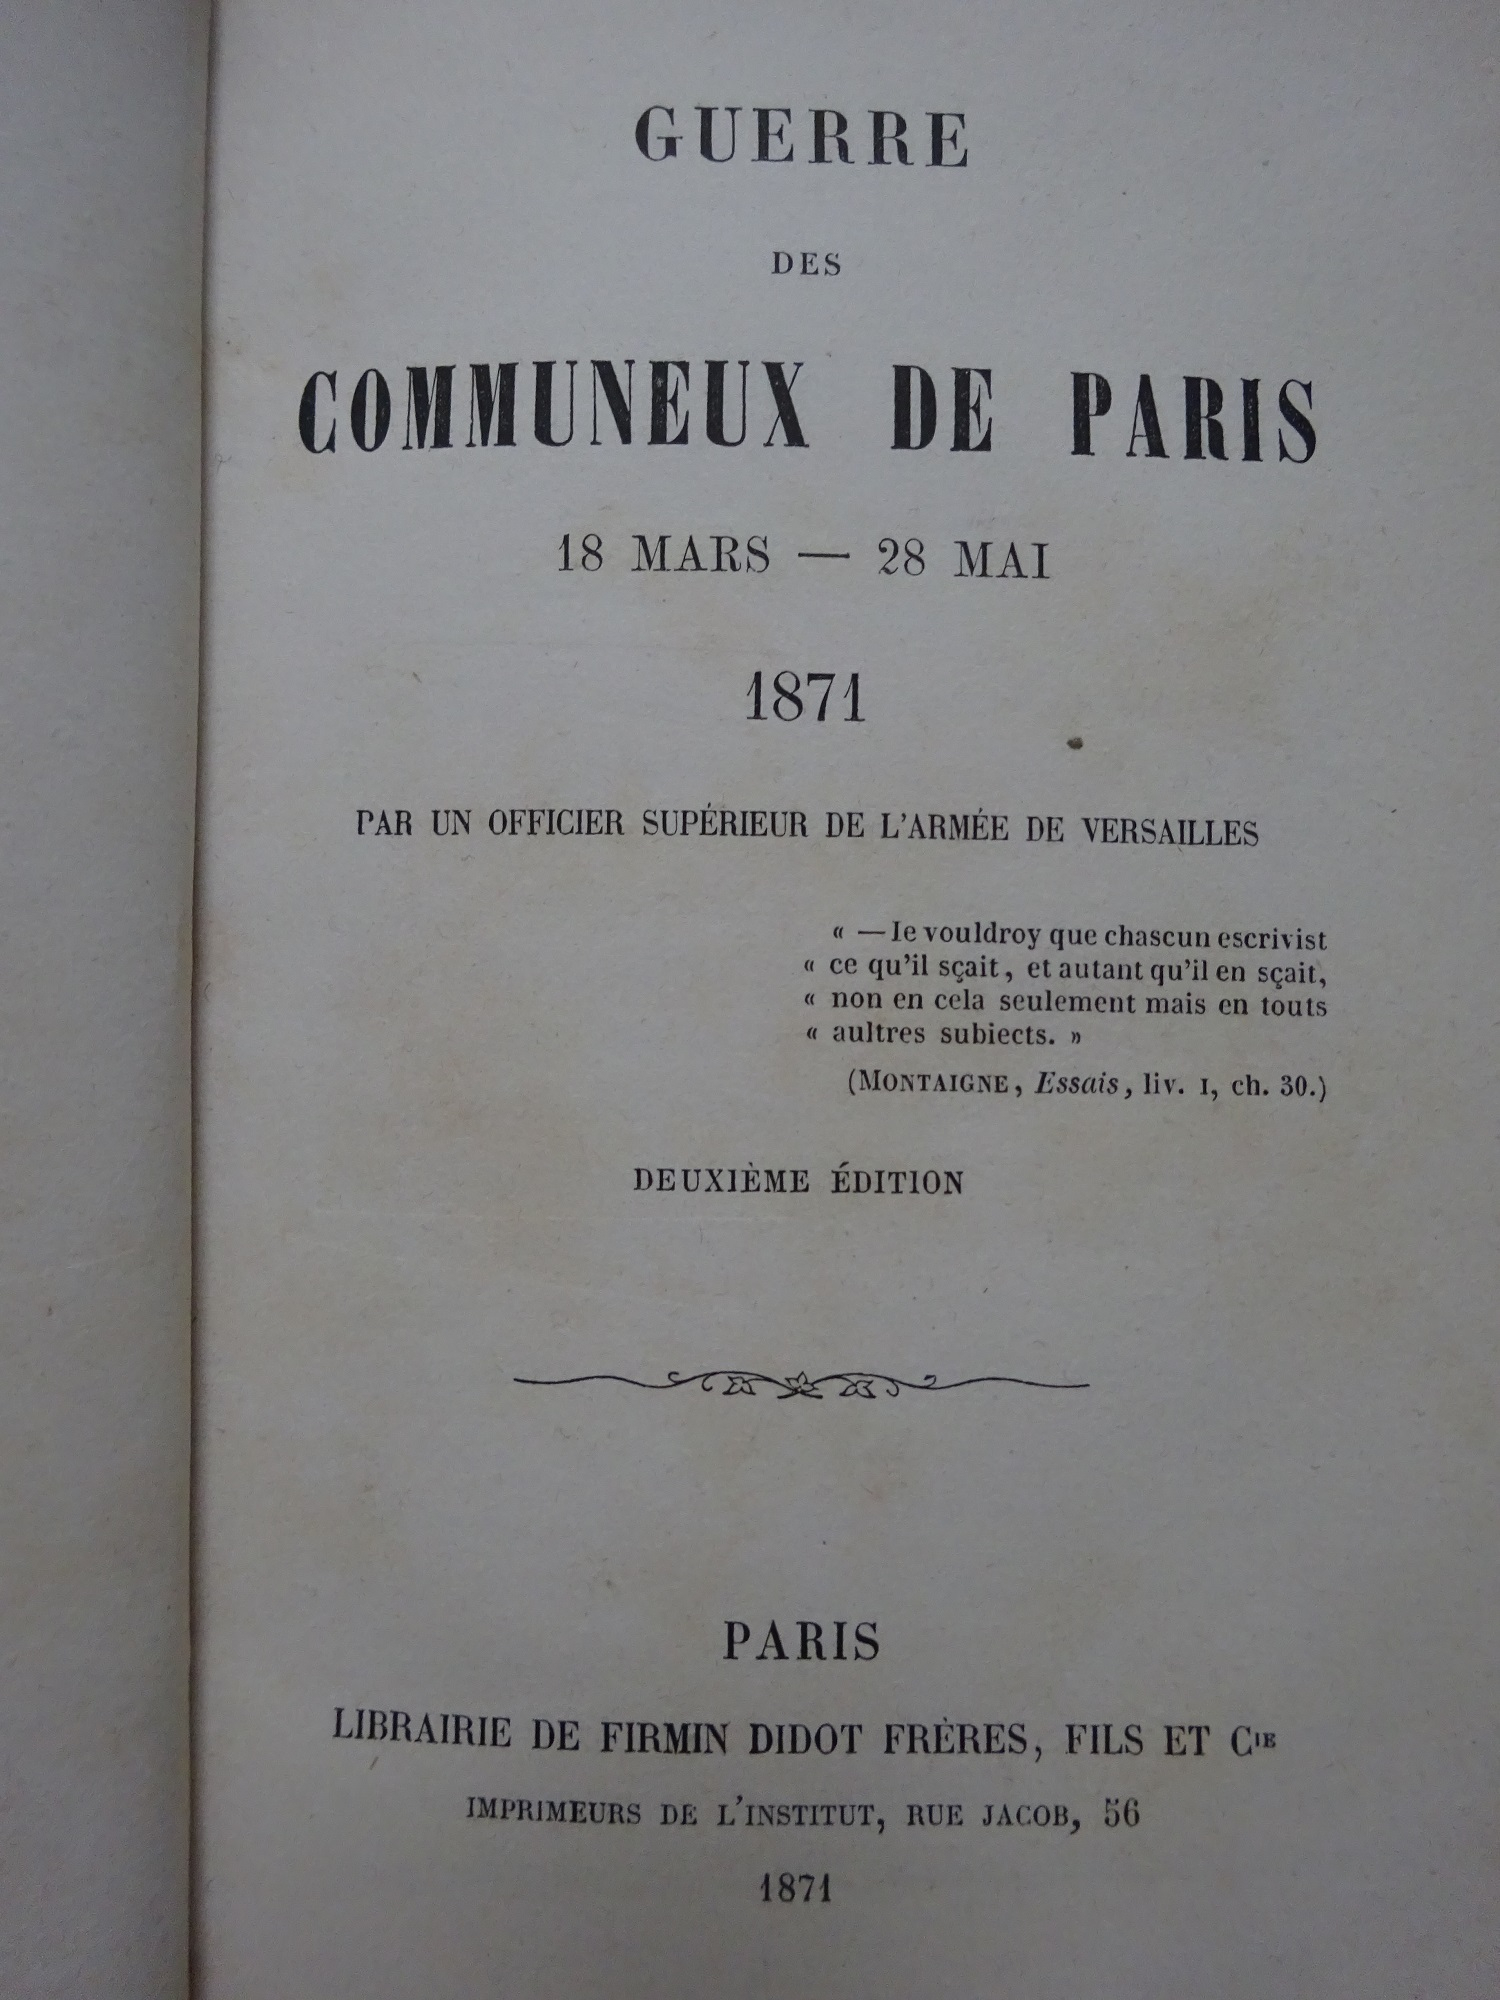 GUERRE
DES
COMMUNEUX DE PARIS
18 MARS — 28 MAI
1871
PAR UN OFFICIER SUPÉRIEUR DE L'ARMÉE DE VERSAILLES
« — Ie vouldroy que chascun escrivist
« ce qu'il sçait, et autant qu'il en sçait,
« non en cela seulement mais en touts
« aultres subiects. »
(MONTAIGNE, Essais, liv. I, ch. 30.)
DEUXIÈME ÉDITION
PARIS
LIBRAIRIE DE FIRMIN DIDOT FRÈRES, FILS ET CIE
IMPRIMEURS DE L'INSTITUT, RUE JACOB, 56
1871